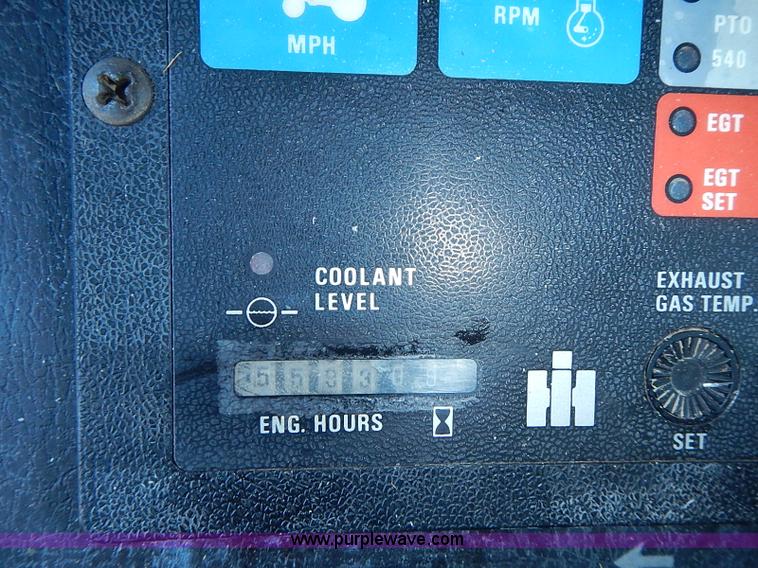 MPH
RPM
PTO
540
EGT
EGT
SET
COOLANT
LEVEL
EXHAUST
GAS TEMP.
ENG. HOURS
SET
www.purplewave.com